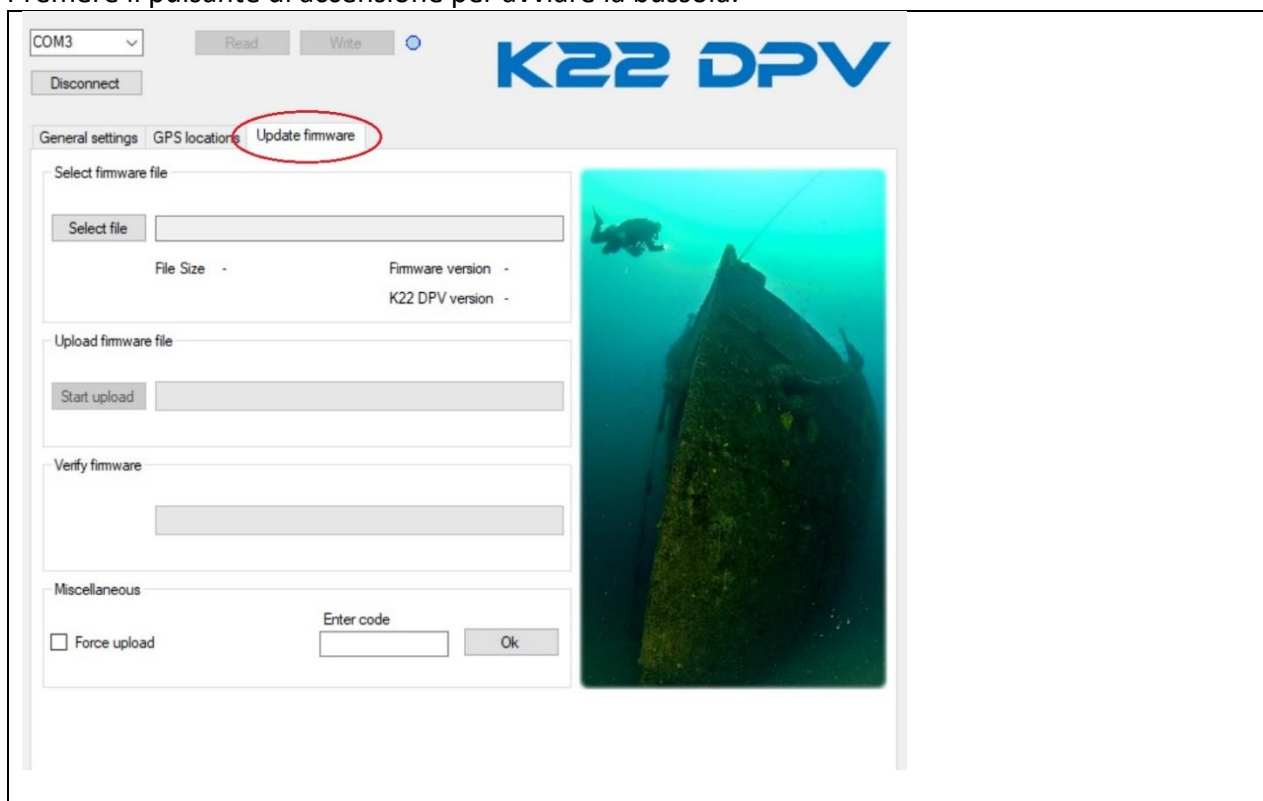 Premere il pulsante di accensione per avviare la bussola.
COM3 Read Write
K22 DPV
Disconnect
General settings GPS locations Update firmware
Select firmware file
Select file
File Size - Firmware version -
K22 DPV version -
Upload firmware file
Start upload
Verify firmware
Miscellaneous
Enter code
Force upload Ok